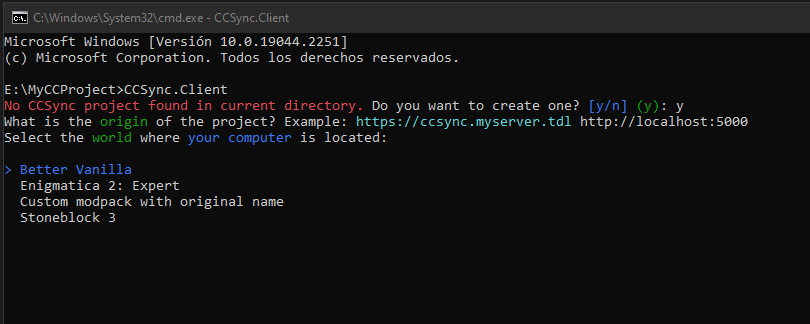 C:\Windows\System32\cmd.exe - CCSync.Client
Microsoft Windows [Versión 10.0.19044.2251]
(c) Microsoft Corporation. Todos los derechos reservados.
E:\MyCCProject>CCSync.Client
No CCSync project found in current directory. Do you want to create one? [y/n] (y): y
What is the origin of the project? Example: https://ccsync.myserver.tdl http://localhost:5000
Select the world where your computer is located:
> Better Vanilla
Enigmatica 2: Expert
Custom modpack with original name
Stoneblock 3